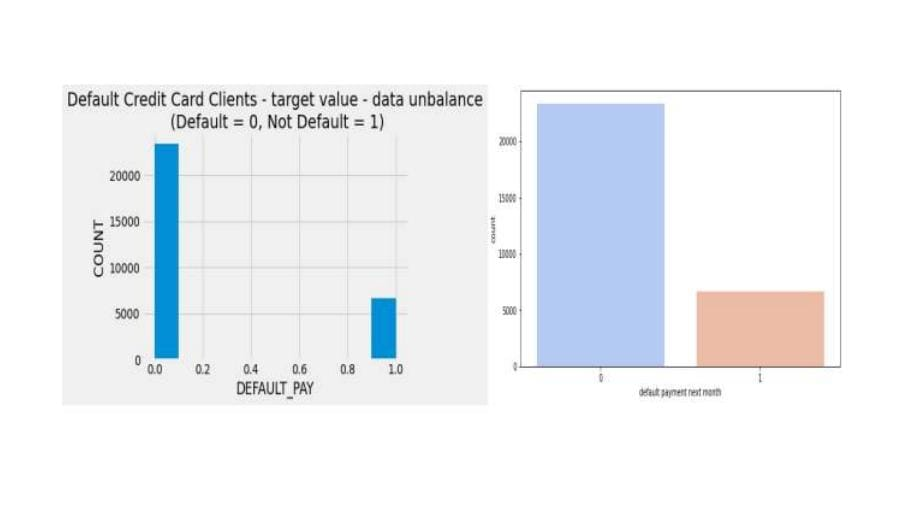 Default Credit Card Clients - target value - data unbalance
(Default = 0, Not Default = 1)
COUNT
20000
15000
10000
5000
0
0.0 0.2 0.4 0.6 0.8 1.0
DEFAULT_PAY
count
20000
15000
10000
5000
0
0 1
default payment next month